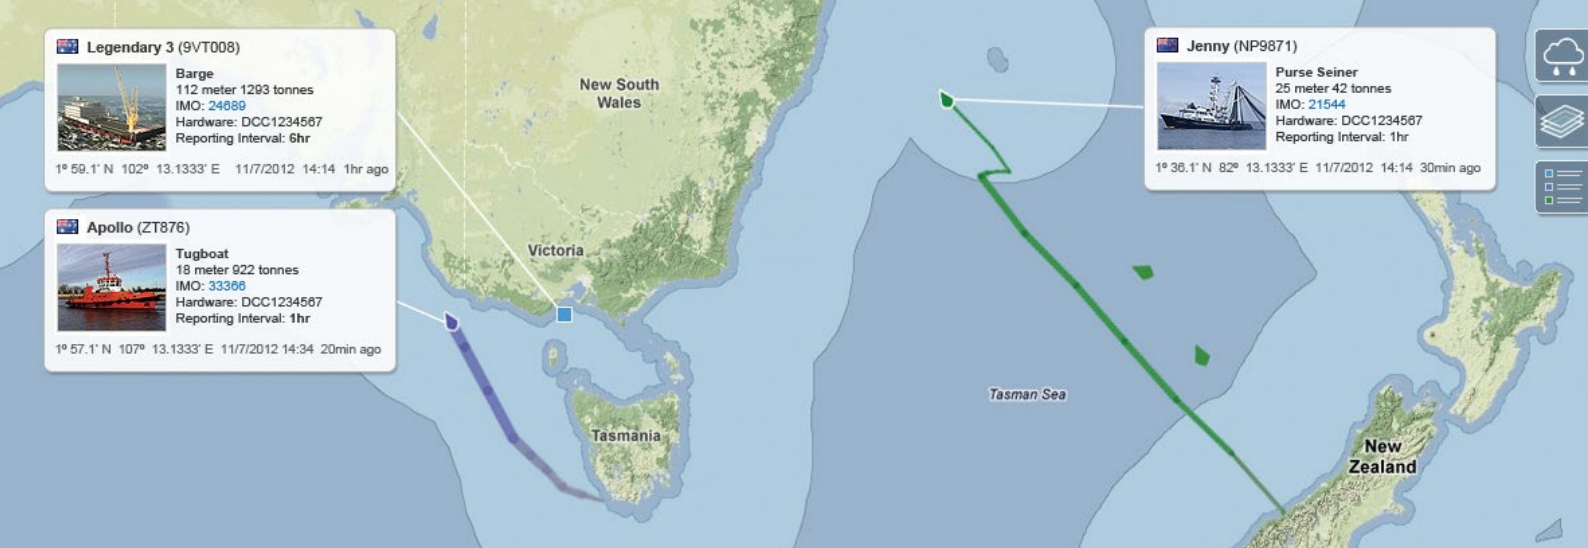 Legendary 3 (9VT008)
Barge
112 meter 1293 tonnes
IMO: 24689
Hardware: DCC1234567
Reporting Interval: 6hr
1º 59.1' N 102º 13.1333' E 11/7/2012 14:14 1hr ago
Apollo (ZT876)
Tugboat
18 meter 922 tonnes
IMO: 33366
Hardware: DCC1234567
Reporting Interval: 1hr
1º 57.1' N 107º 13.1333' E 11/7/2012 14:34 20min ago
New South
Wales
Victoria
Tasmania
Tasman Sea
Jenny (NP9871)
Purse Seiner
25 meter 42 tonnes
IMO: 21544
Hardware: DCC1234567
Reporting Interval: 1hr
1º 36.1' N 82º 13.1333' E 11/7/2012 14:14 30min ago
New
Zealand